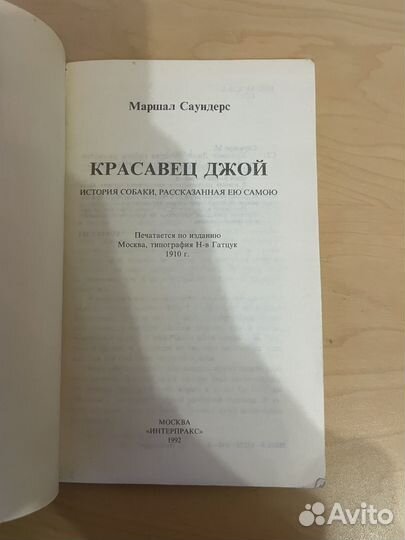 Маршал Саундерс
КРАСАВЕЦ ДЖОЙ
ИСТОРИЯ СОБАКИ, РАССКАЗАННАЯ ЕЮ САМОЮ
Печатается по изданию
Москва, типография Н-в Гатцук
1910 г.
МОСКВА
«ИНТЕРПРАКС»
1992
Avito